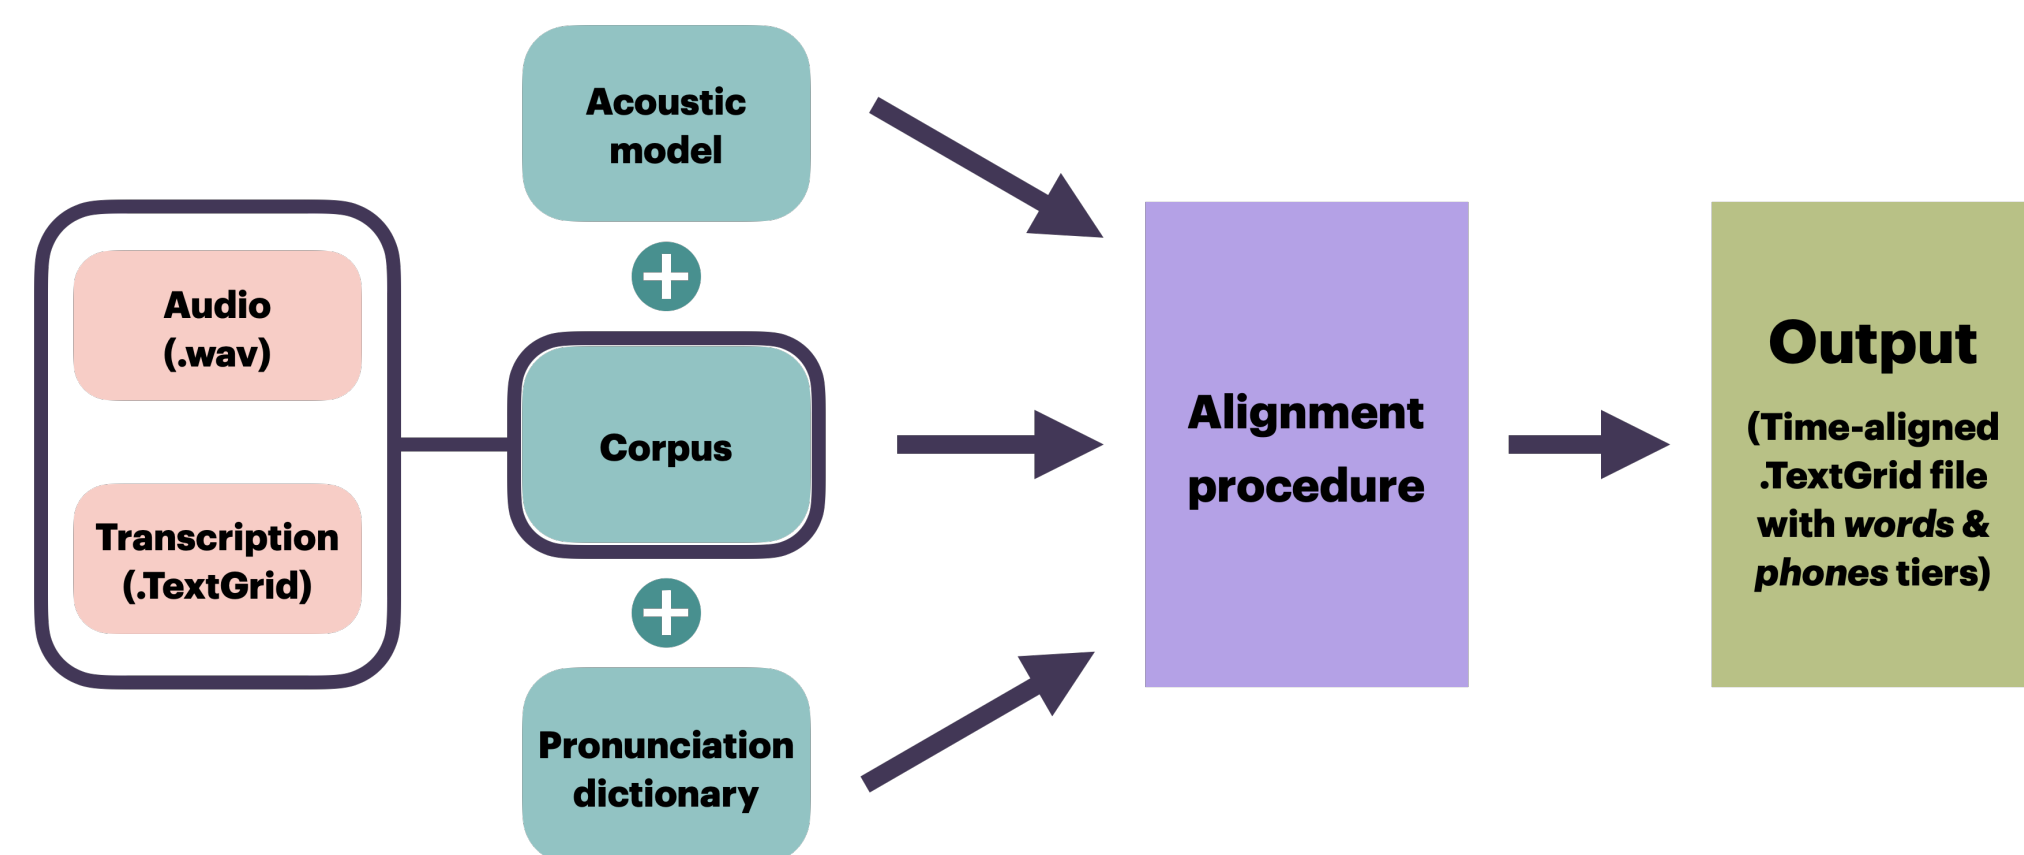 Acoustic
model
Audio
(.wav)
Transcription
(.TextGrid)
Corpus
Pronunciation
dictionary
Alignment
procedure
Output
(Time-aligned
.TextGrid file
with words &
phones tiers)